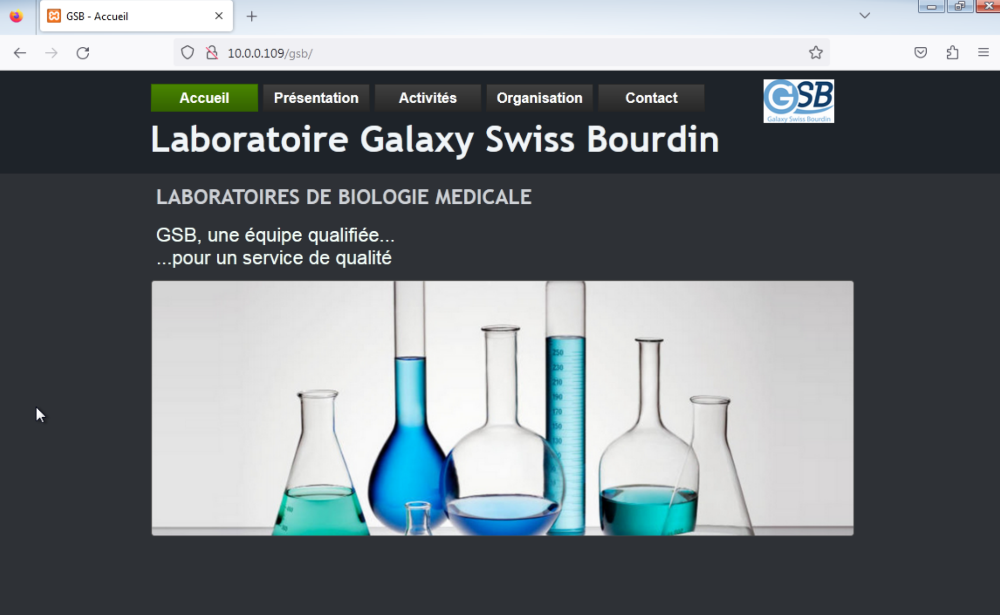 GSB - Accueil
10.0.0.109/gsb/
Accueil
Présentation
Activités
Organisation
Contact
GSB
Galaxy Swiss Bourdin
Laboratoire Galaxy Swiss Bourdin
LABORATOIRES DE BIOLOGIE MEDICALE
GSB, une équipe qualifiée...
...pour un service de qualité
250
230
210
190
170
150
130